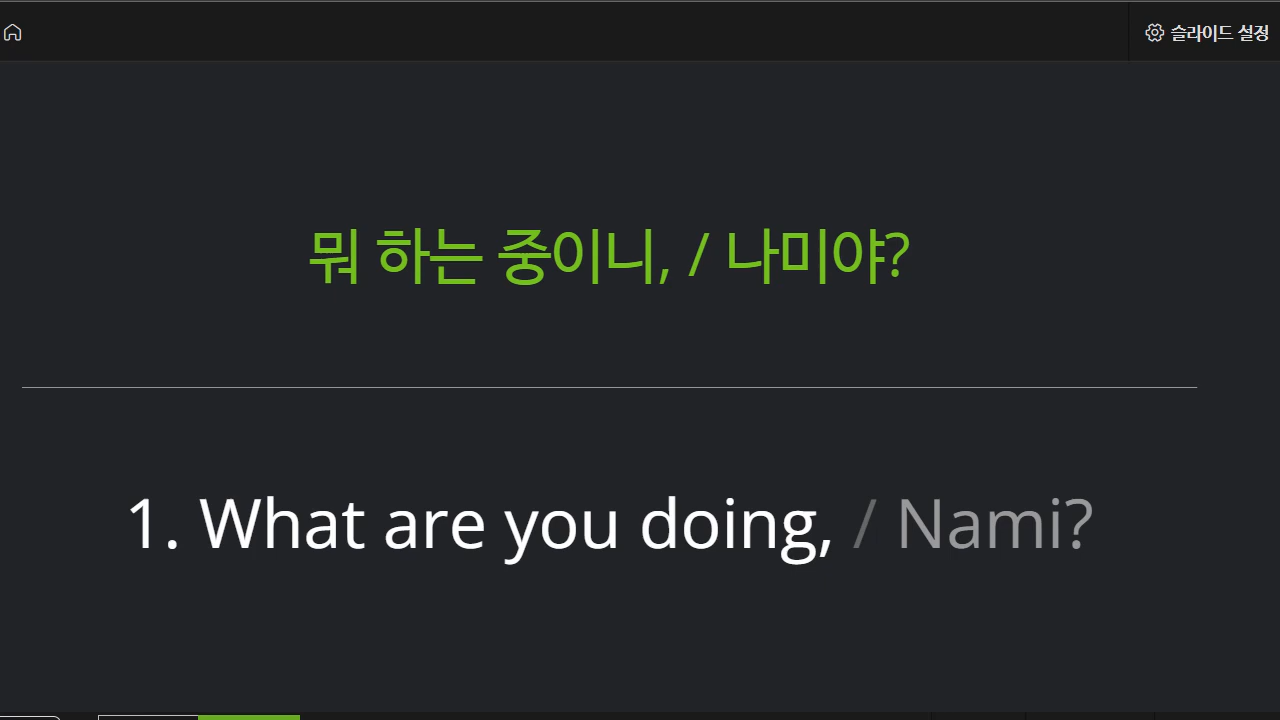 슬라이드 설정
뭐 하는 중이니, / 나미야?
1. What are you doing, / Nami?